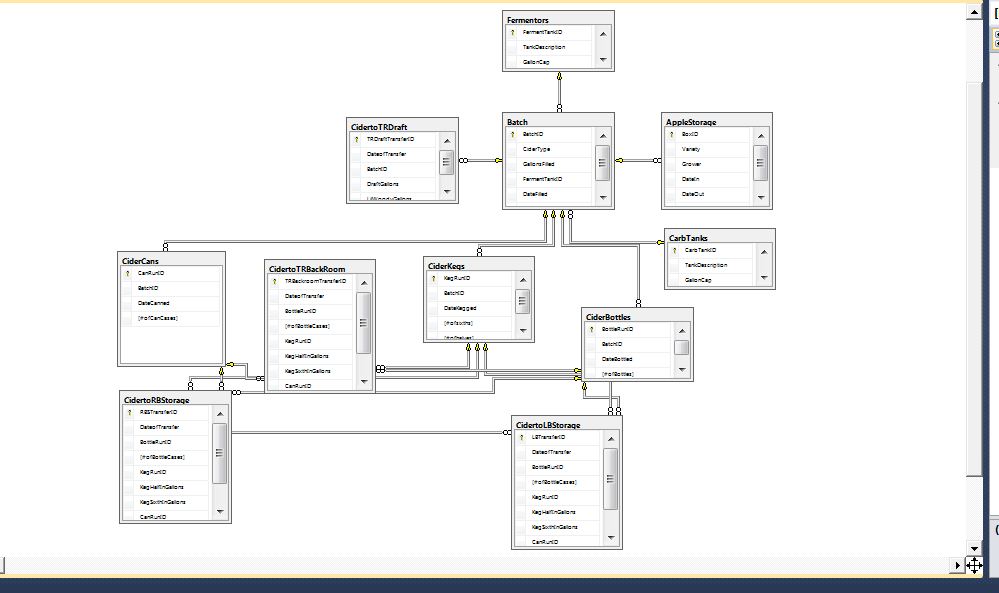 Fermentors
FermentTankID
TankDescription
GallonCap
Batch
BatchID
CiderType
GallonsFilled
FermentTankID
DateFilled
CidertoTRDraft
TRDraftTransferID
DateofTransfer
BatchID
DraftGallons
AppleStorage
BoxID
Variety
Grower
DateIn
DateOut
CarbTanks
CarbTankID
TankDescription
GallonCap
CiderCans
CanRunID
BatchID
DateCanned
[#ofCanCases]
CidertoTRBackRoom
TRBackroomTransferID
DateofTransfer
BottleRunID
[#ofBottleCases]
KegRunID
KegHalfInGallons
KegSixthInGallons
CanRunID
CiderKegs
KegRunID
BatchID
DateKegged
[#ofsixths]
CiderBottles
BottleRunID
BatchID
DateBottled
[#ofBottles]
CidertoRBStorage
RBSTransferID
DateofTransfer
BottleRunID
[#ofBottleCases]
KegRunID
KegHalfInGallons
KegSixthInGallons
CanRunID
CidertoLBStorage
LBTransferID
DateofTransfer
BottleRunID
[#ofBottleCases]
KegRunID
KegHalfInGallons
KegSixthInGallons
CanRunID